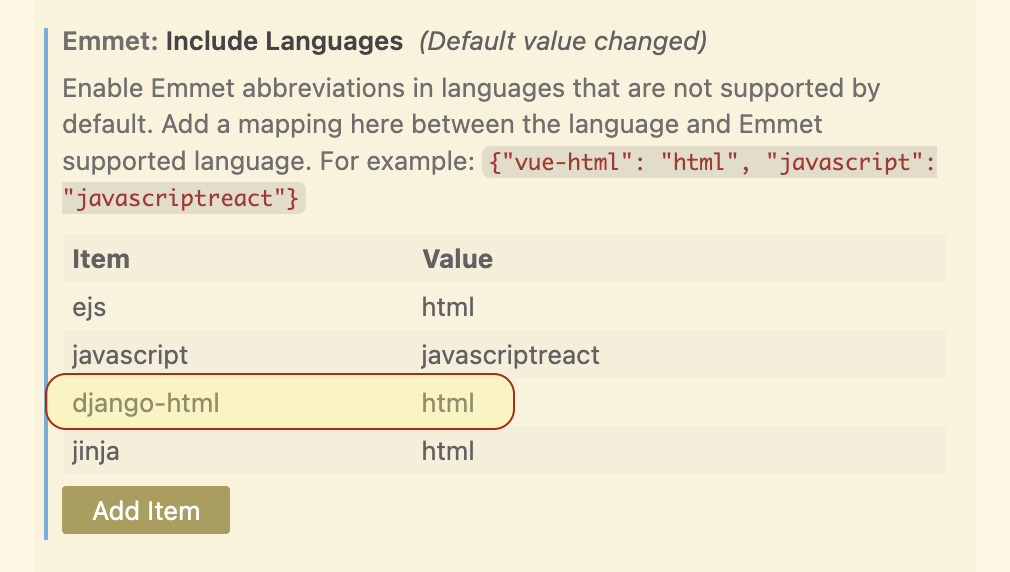 Emmet: Include Languages (Default value changed)
Enable Emmet abbreviations in languages that are not supported by
default. Add a mapping here between the language and Emmet
supported language. For example: {"vue-html": "html", "javascript":
"javascriptreact"}
Item Value
ejs html
javascript javascriptreact
django-html html
jinja html
Add Item